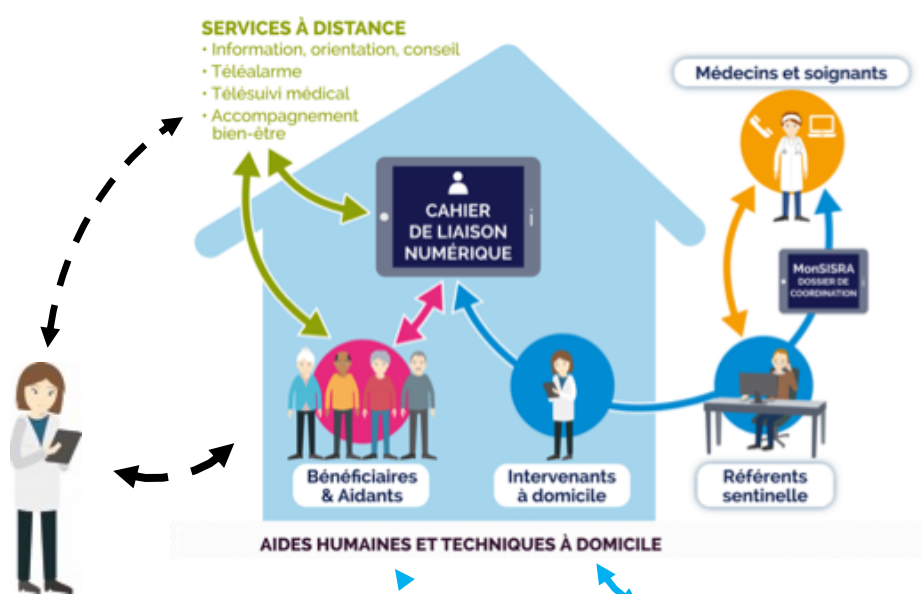 SERVICES À DISTANCE
• Information, orientation, conseil
• Téléalarme
• Télésuivi médical
• Accompagnement
bien-être
Médecins et soignants
CAHIER
DE LIAISON
NUMÉRIQUE
MonSISRA
DOSSIER DE
COORDINATION
Bénéficiaires
& Aidants
Intervenants
à domicile
Référents
sentinelle
AIDES HUMAINES ET TECHNIQUES À DOMICILE